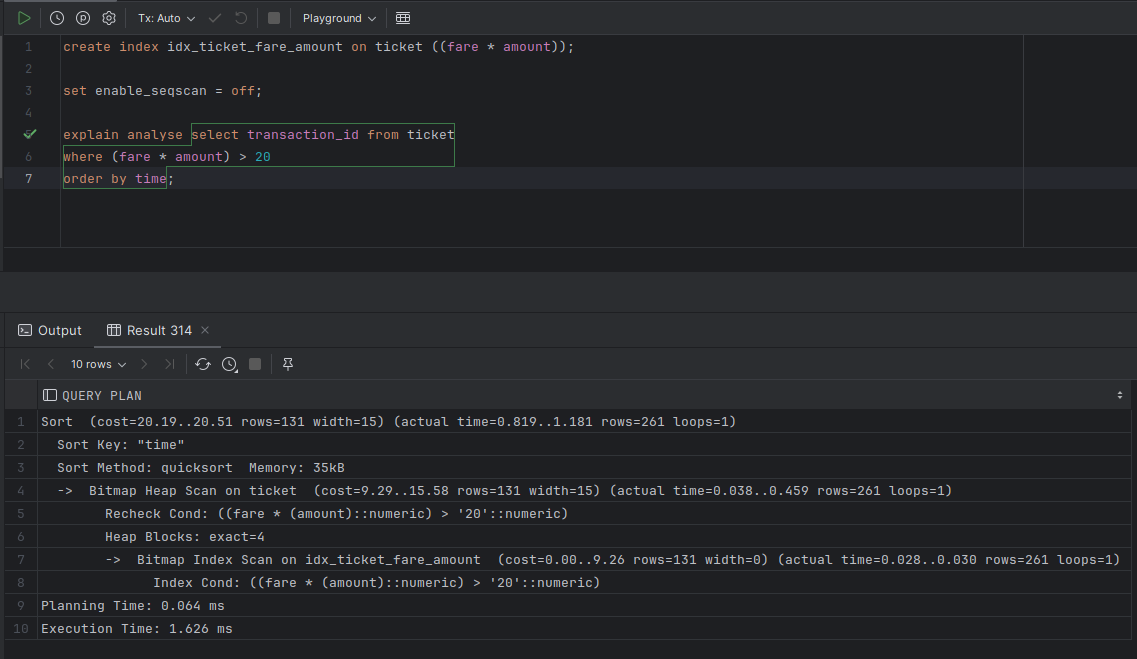 Tx: Auto Playground
1 create index idx_ticket_fare_amount on ticket ((fare * amount));
2
3 set enable_seqscan = off;
4
5 explain analyse select transaction_id from ticket
6 where (fare * amount) > 20
7 order by time;
Output Result 314
10 rows
QUERY PLAN
1 Sort  (cost=20.19..20.51 rows=131 width=15) (actual time=0.819..1.181 rows=261 loops=1)
2   Sort Key: "time"
3   Sort Method: quicksort  Memory: 35kB
4   ->  Bitmap Heap Scan on ticket  (cost=9.29..15.58 rows=131 width=15) (actual time=0.038..0.459 rows=261 loops=1)
5         Recheck Cond: ((fare * (amount)::numeric) > '20'::numeric)
6         Heap Blocks: exact=4
7         ->  Bitmap Index Scan on idx_ticket_fare_amount  (cost=0.00..9.26 rows=131 width=0) (actual time=0.028..0.030 rows=261 loops=1)
8               Index Cond: ((fare * (amount)::numeric) > '20'::numeric)
9 Planning Time: 0.064 ms
10 Execution Time: 1.626 ms